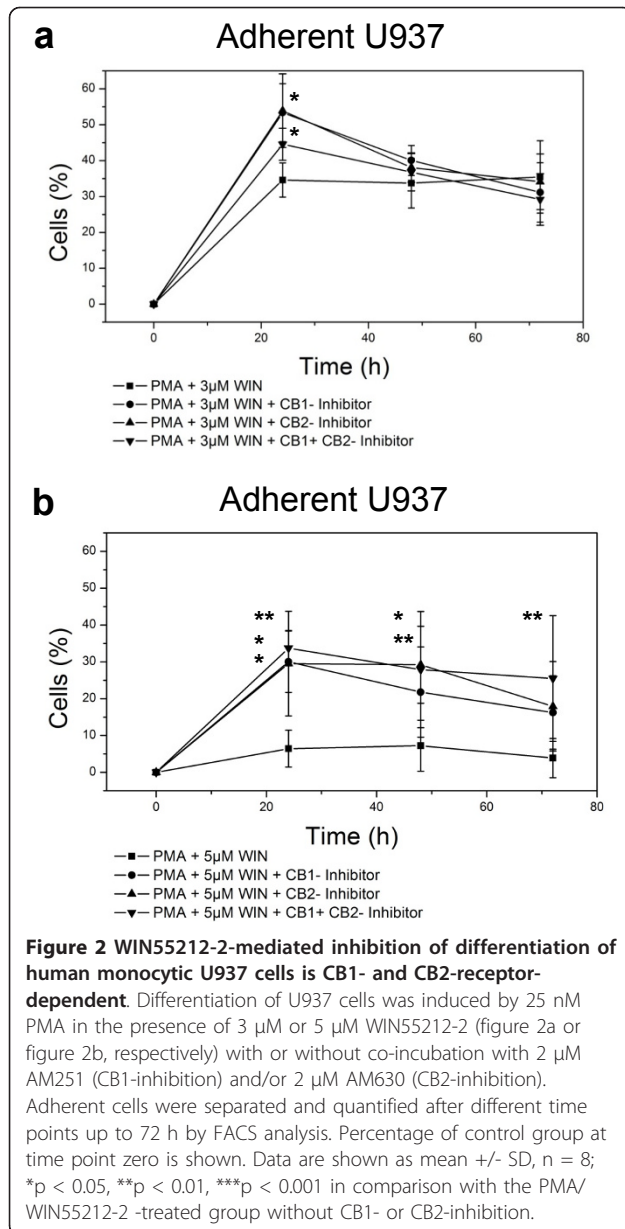 a
Adherent U937
60
50
40
30
20
10
0
Cells (%)
*
*
0 20 40 60 80
Time (h)
PMA + 3µM WIN
PMA + 3µM WIN + CB1- Inhibitor
PMA + 3µM WIN + CB2- Inhibitor
PMA + 3µM WIN + CB1+ CB2- Inhibitor
b
Adherent U937
60
50
40
30
20
10
0
Cells (%)
** * **
* **
*
0 20 40 60 80
Time (h)
PMA + 5µM WIN
PMA + 5µM WIN + CB1- Inhibitor
PMA + 5µM WIN + CB2- Inhibitor
PMA + 5µM WIN + CB1+ CB2- Inhibitor
Figure 2 WIN55212-2-mediated inhibition of differentiation of
human monocytic U937 cells is CB1- and CB2-receptor-
dependent. Differentiation of U937 cells was induced by 25 nM
PMA in the presence of 3 µM or 5 µM WIN55212-2 (figure 2a or
figure 2b, respectively) with or without co-incubation with 2 µM
AM251 (CB1-inhibition) and/or 2 µM AM630 (CB2-inhibition).
Adherent cells were separated and quantified after different time
points up to 72 h by FACS analysis. Percentage of control group at
time point zero is shown. Data are shown as mean +/- SD, n = 8;
*p < 0.05, **p < 0.01, ***p < 0.001 in comparison with the PMA/
WIN55212-2 -treated group without CB1- or CB2-inhibition.